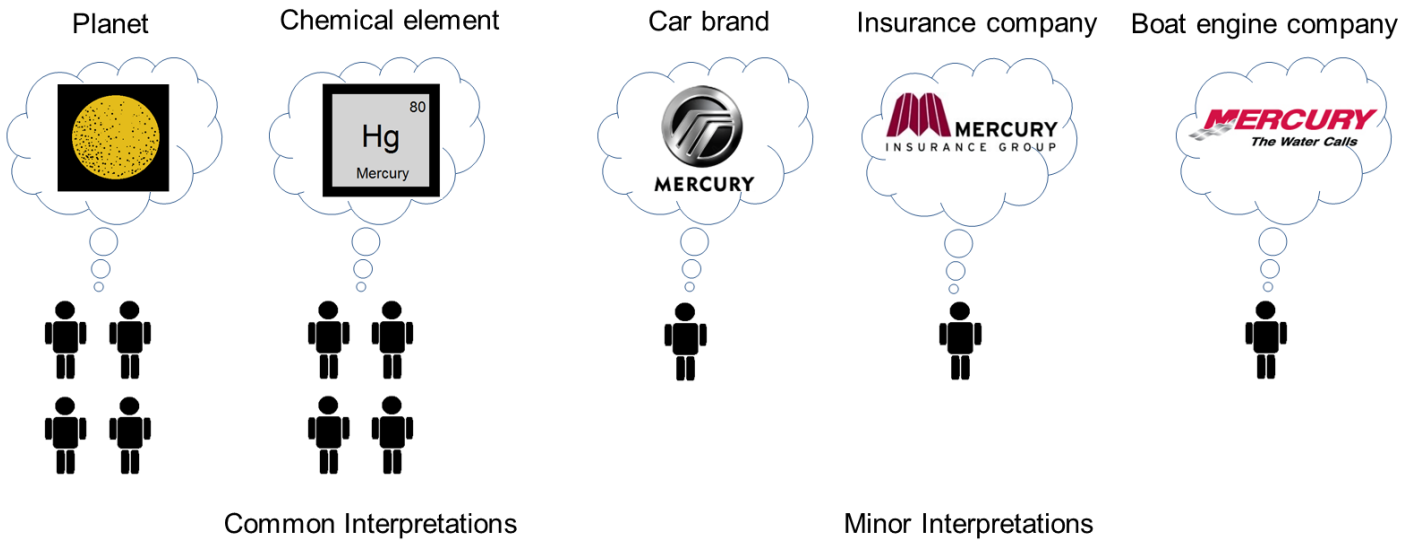 Planet
Chemical element
Car brand
Insurance company
Boat engine company
80
Hg
Mercury
MERCURY
MERCURY
INSURANCE GROUP
MERCURY
The Water Calls
Common Interpretations
Minor Interpretations